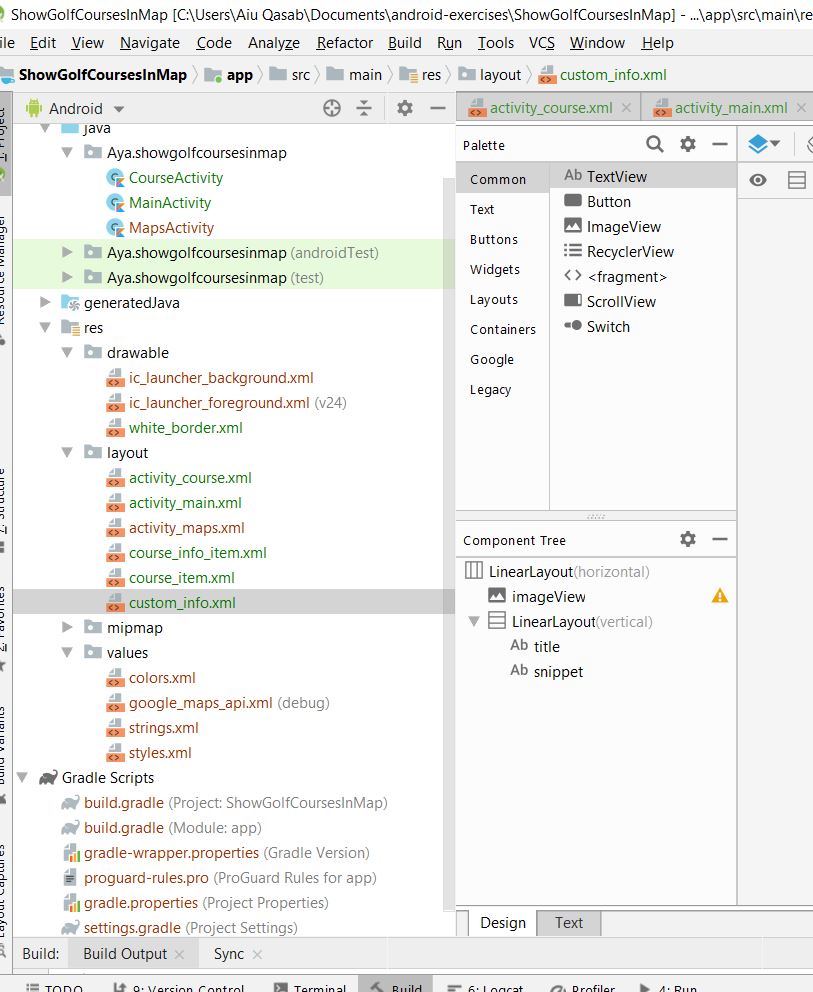 ShowGolfCoursesInMap [C:\Users\Aiu Qasab\Documents\android-exercises\ShowGolfCoursesInMap] - ...\app\src\main\re
ile Edit View Navigate Code Analyze Refactor Build Run Tools VCS Window Help
ShowGolfCoursesInMap app src main res layout custom_info.xml
Android
activity_course.xml activity_main.xml
java
Aya.showgolfcoursesinmap
CourseActivity
MainActivity
MapsActivity
Aya.showgolfcoursesinmap (androidTest)
Aya.showgolfcoursesinmap (test)
generatedJava
res
drawable
ic_launcher_background.xml
ic_launcher_foreground.xml (v24)
white_border.xml
layout
activity_course.xml
activity_main.xml
activity_maps.xml
course_info_item.xml
course_item.xml
custom_info.xml
mipmap
values
colors.xml
google_maps_api.xml (debug)
strings.xml
styles.xml
Gradle Scripts
build.gradle (Project: ShowGolfCoursesInMap)
build.gradle (Module: app)
gradle-wrapper.properties (Gradle Version)
proguard-rules.pro (ProGuard Rules for app)
gradle.properties (Project Properties)
settings.gradle (Project Settings)
Palette
Common
Text
Buttons
Widgets
Layouts
Containers
Google
Legacy
Ab TextView
Button
ImageView
RecyclerView
<fragment>
ScrollView
Switch
Component Tree
LinearLayout(horizontal)
imageView
LinearLayout(vertical)
Ab title
Ab snippet
Design Text
Build: Build Output Sync
TODO 9: Version Control Terminal Build 6: Logcat Profiler 4: Run
1: Project
Resource Manager
7: Structure
2: Favorites
Build Variants
Layout Captures